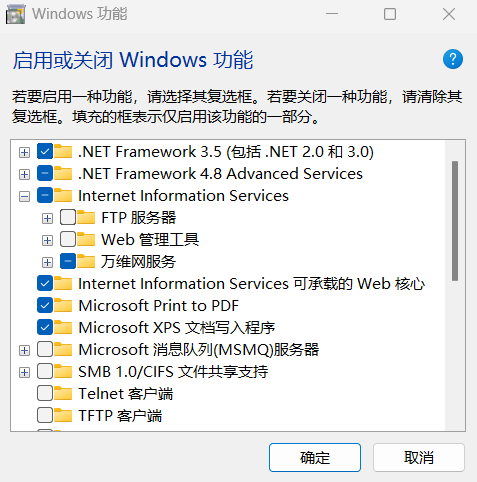 Windows 功能
启用或关闭 Windows 功能
?
若要启用一种功能，请选择其复选框。若要关闭一种功能，请清除其
复选框。填充的框表示仅启用该功能的一部分。
.NET Framework 3.5 (包括 .NET 2.0 和 3.0)
.NET Framework 4.8 Advanced Services
Internet Information Services
FTP 服务器
Web 管理工具
万维网服务
Internet Information Services 可承载的 Web 核心
Microsoft Print to PDF
Microsoft XPS 文档写入程序
Microsoft 消息队列(MSMQ)服务器
SMB 1.0/CIFS 文件共享支持
Telnet 客户端
TFTP 客户端
确定
取消